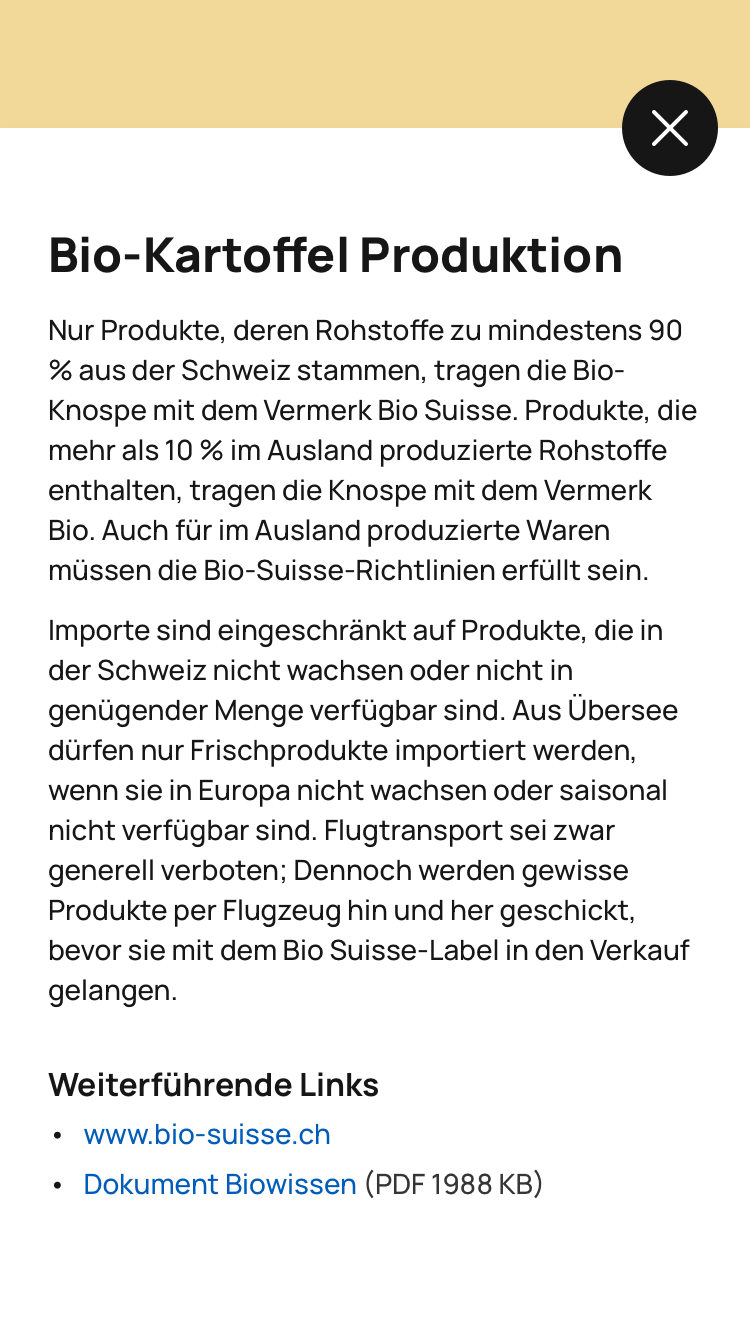 Bio-Kartoffel Produktion
Nur Produkte, deren Rohstoffe zu mindestens 90
% aus der Schweiz stammen, tragen die Bio-
Knospe mit dem Vermerk Bio Suisse. Produkte, die
mehr als 10 % im Ausland produzierte Rohstoffe
enthalten, tragen die Knospe mit dem Vermerk
Bio. Auch für im Ausland produzierte Waren
müssen die Bio-Suisse-Richtlinien erfüllt sein.
Importe sind eingeschränkt auf Produkte, die in
der Schweiz nicht wachsen oder nicht in
genügender Menge verfügbar sind. Aus Übersee
dürfen nur Frischprodukte importiert werden,
wenn sie in Europa nicht wachsen oder saisonal
nicht verfügbar sind. Flugtransport sei zwar
generell verboten; Dennoch werden gewisse
Produkte per Flugzeug hin und her geschickt,
bevor sie mit dem Bio Suisse-Label in den Verkauf
gelangen.
Weiterführende Links
• www.bio-suisse.ch
• Dokument Biowissen (PDF 1988 KB)